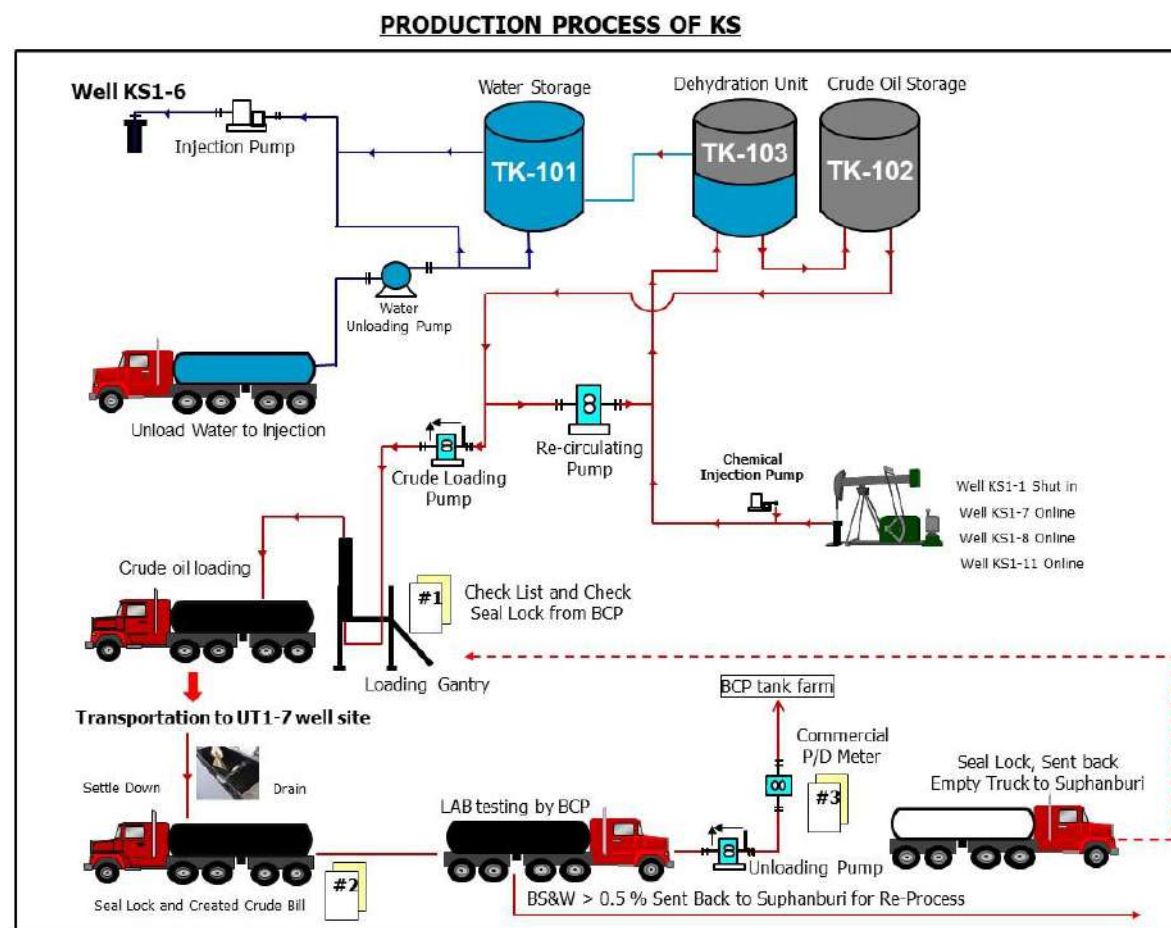 PRODUCTION PROCESS OF KS
Well KS1-6
Injection Pump
Water Storage
TK-101
Dehydration Unit
TK-103
Crude Oil Storage
TK-102
Water
Unloading Pump
Unload Water to Injection
Crude Loading
Pump
Re-circulating
Pump
Chemical
Injection Pump
Well KS1-1 Shut in
Well KS1-7 Online
Well KS1-8 Online
Well KS1-11 Online
Crude oil loading
#1
Check List and Check
Seal Lock from BCP
Loading Gantry
Transportation to UT1-7 well site
Settle Down
Drain
Seal Lock and Created Crude Bill
#2
LAB testing by BCP
BCP tank farm
Commercial
P/D Meter
#3
Unloading Pump
Seal Lock, Sent back
Empty Truck to Suphanburi
BS&W > 0.5 % Sent Back to Suphanburi for Re-Process